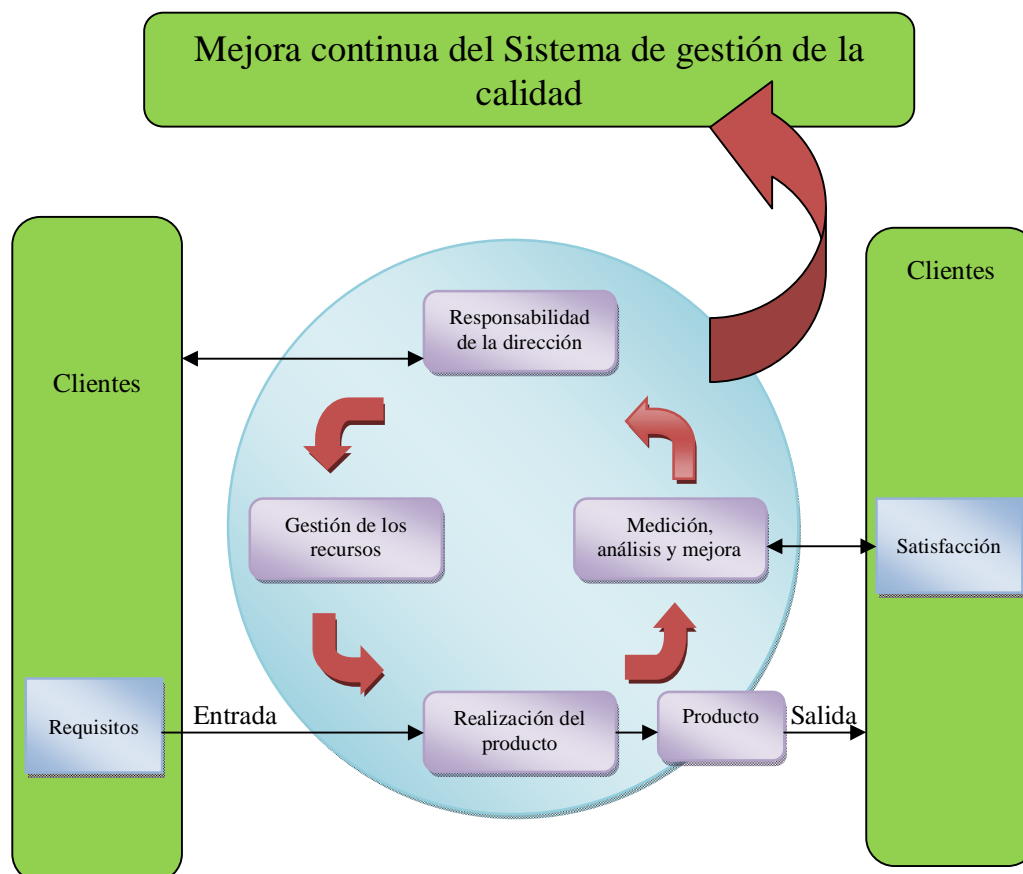 Mejora continua del Sistema de gestión de la
calidad
Clientes
Clientes
Responsabilidad
de la dirección
Gestión de los
recursos
Medición,
análisis y mejora
Satisfacción
Requisitos
Entrada
Realización del
producto
Producto
Salida